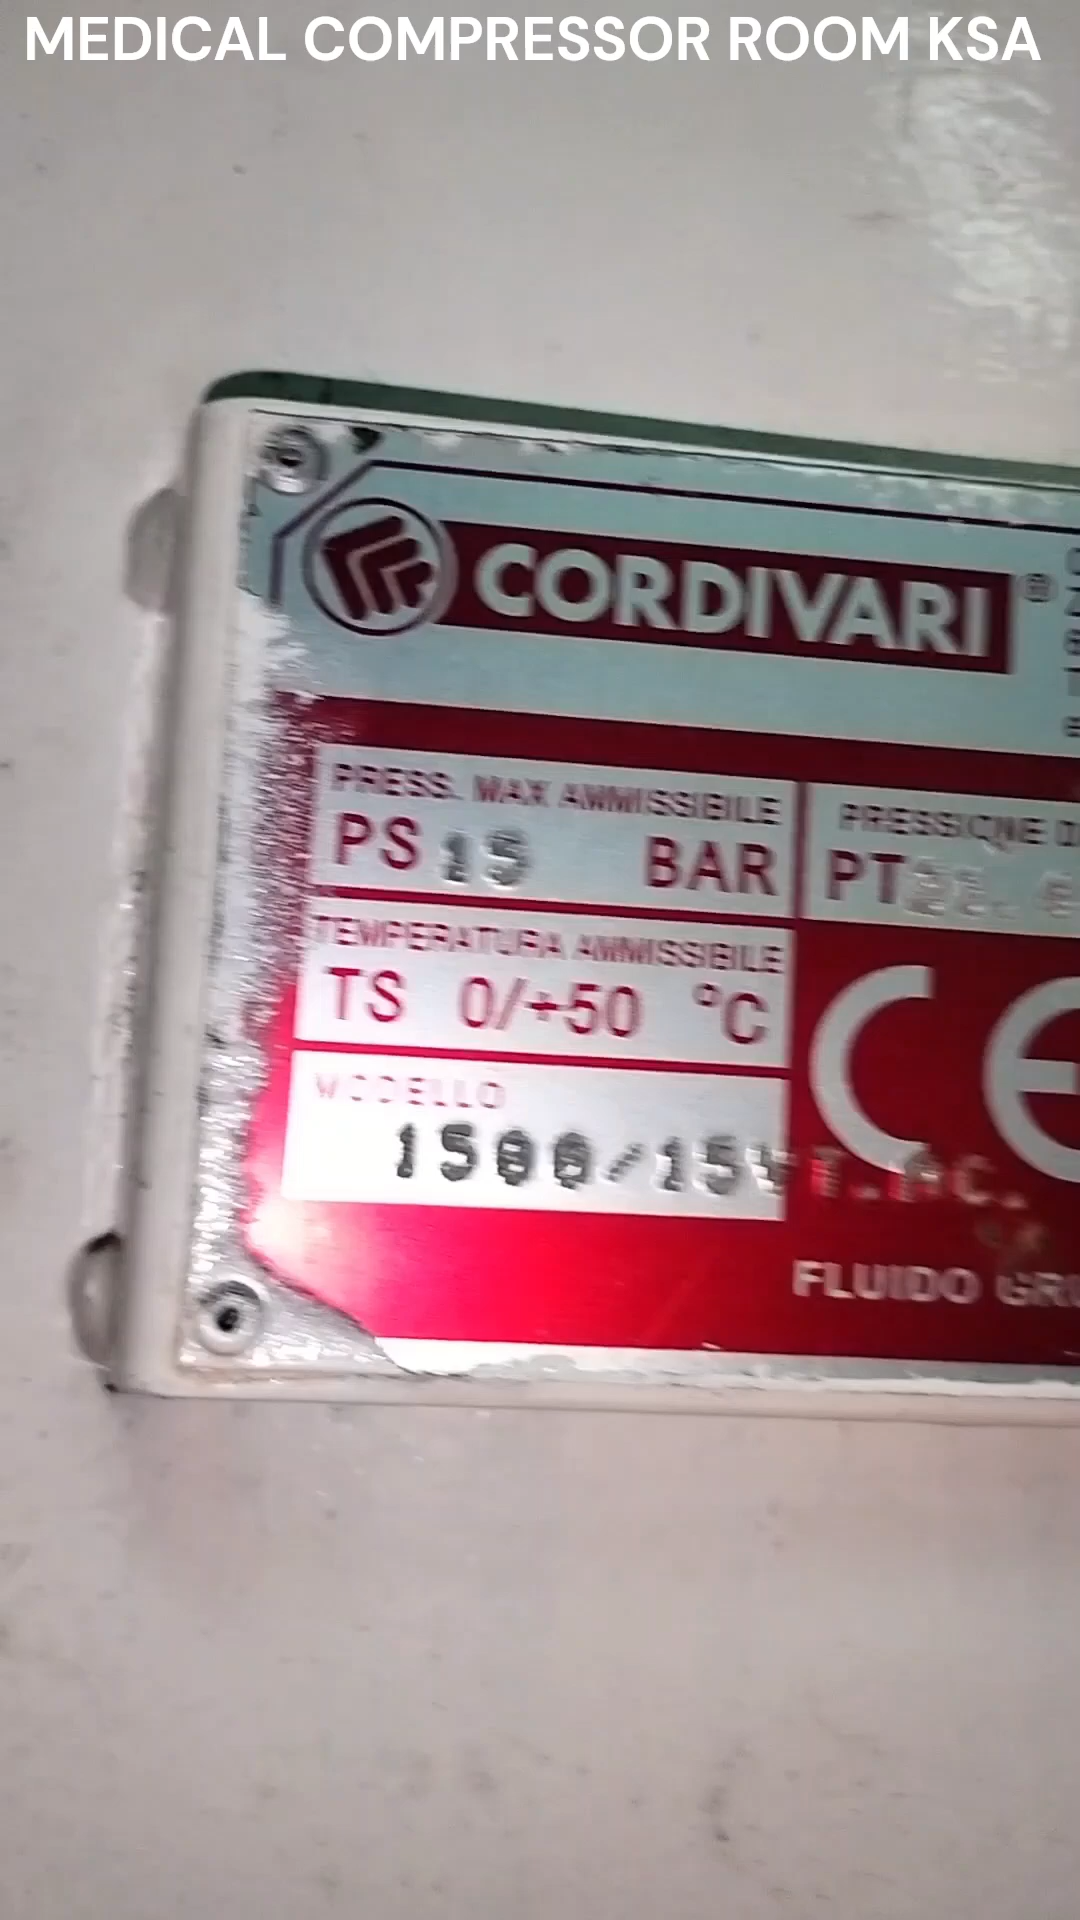 MEDICAL COMPRESSOR ROOM KSA
CORDIVARI®
PRESS. MAX AMMISSIBILE
PS 15 BAR
PRESSIONE
PT
TEMPERATURA AMMISSIBILE
TS 0/+50 °C
MODELLO
1500/15
CE
FLUIDO